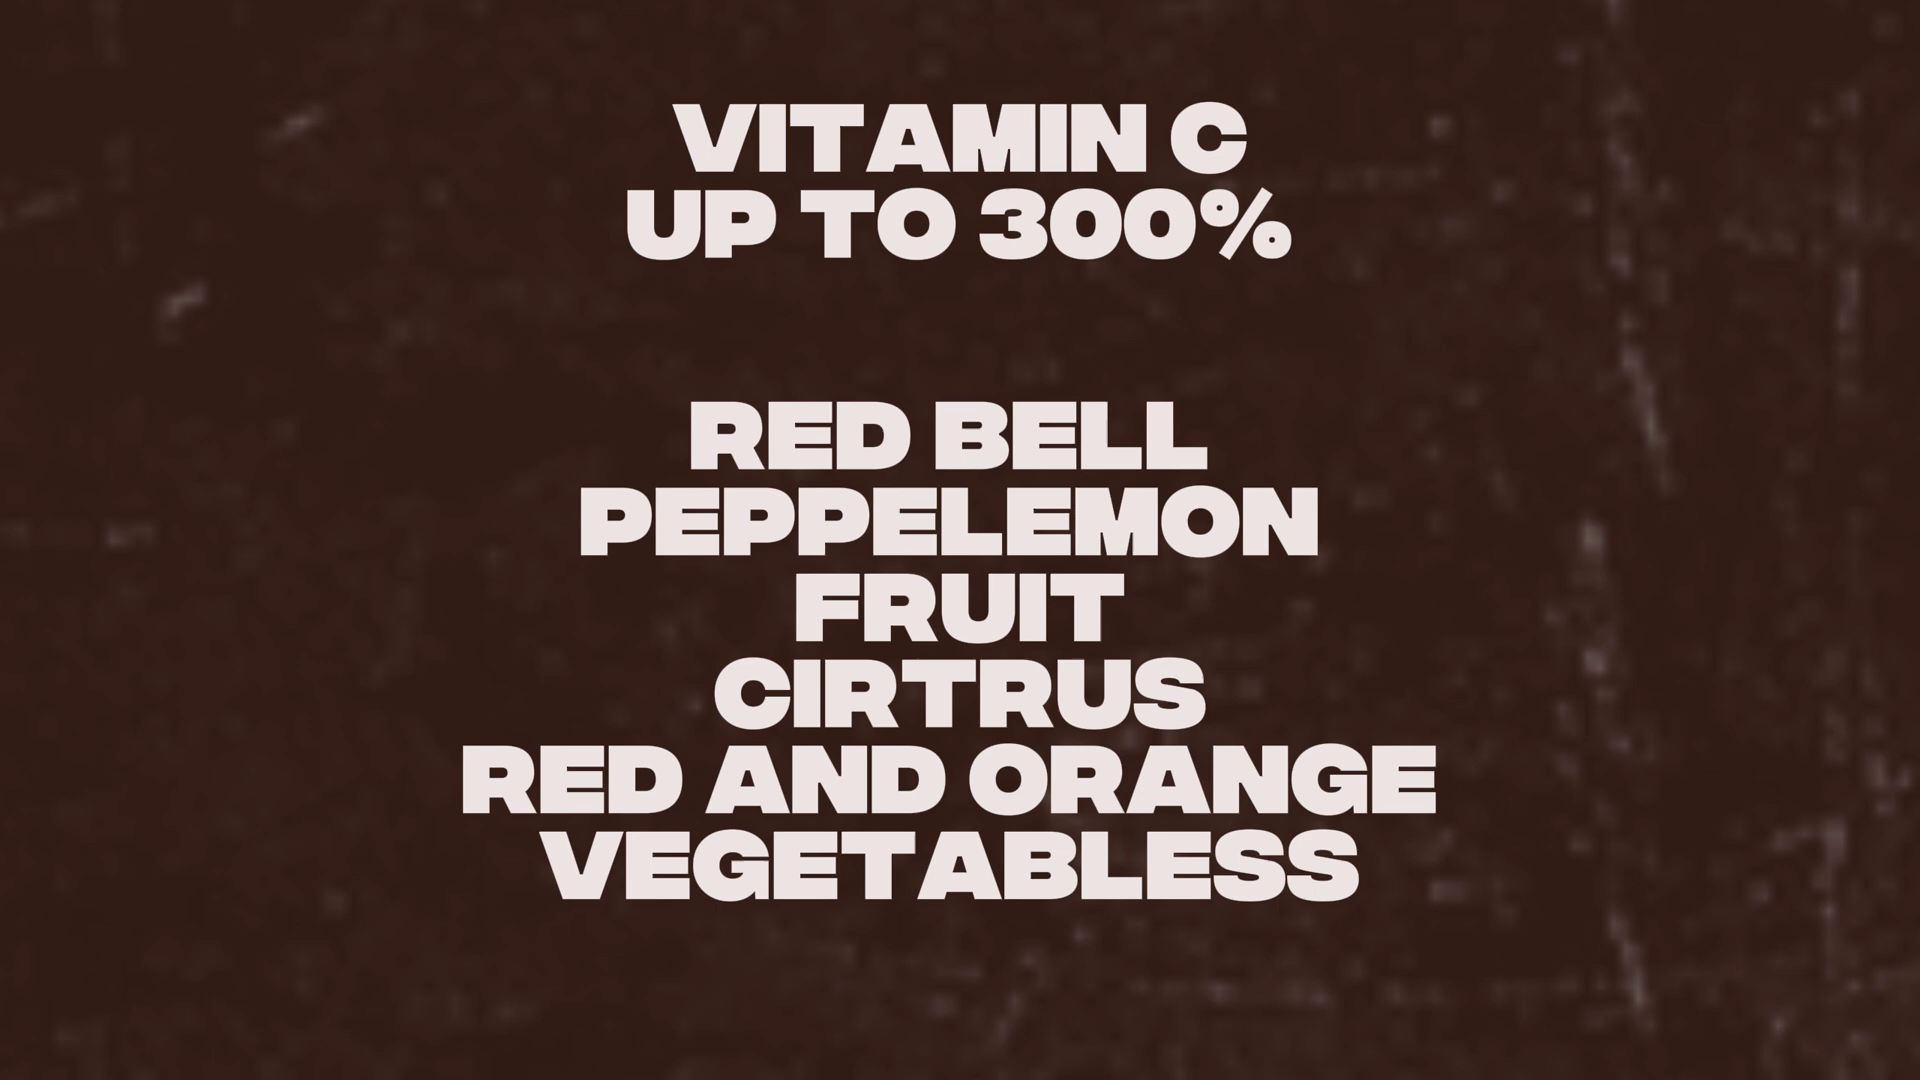 VITAMIN C
UP TO 300%
RED BELL
PEPPELEMON
FRUIT
CIRTRUS
RED AND ORANGE
VEGETABLESS